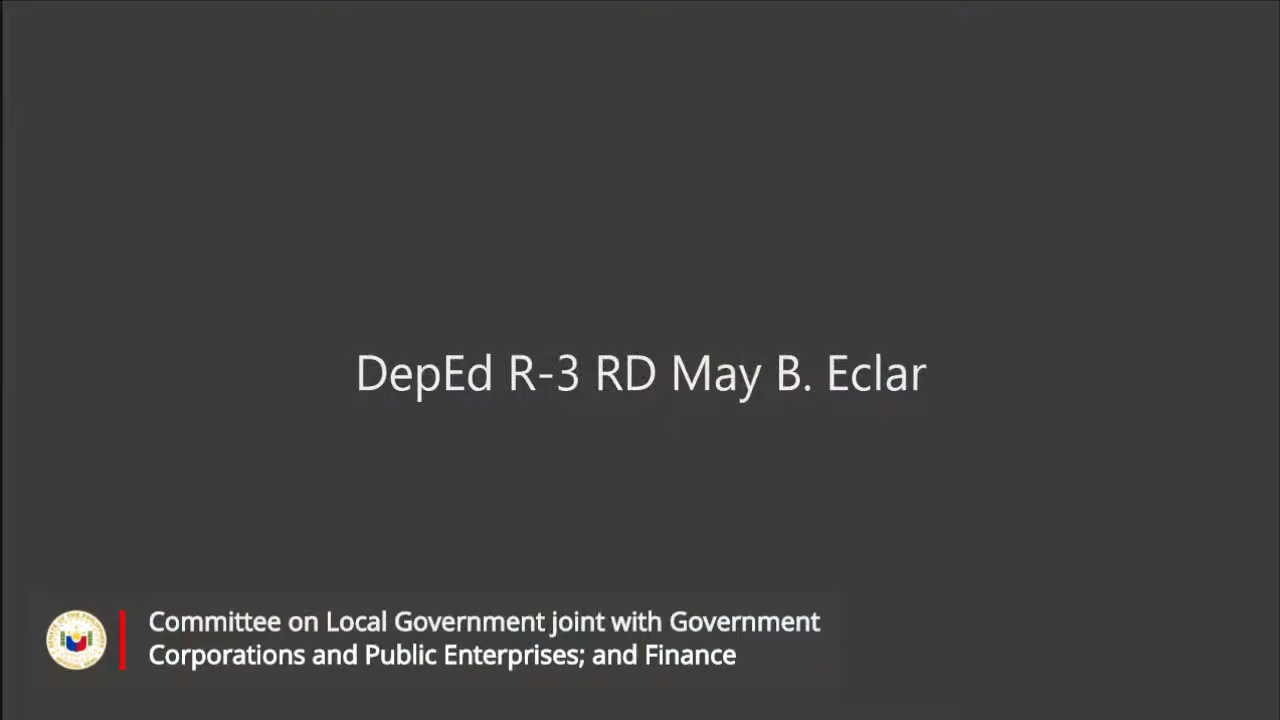 DepEd R-3 RD May B. Eclar
Committee on Local Government joint with Government
Corporations and Public Enterprises; and Finance